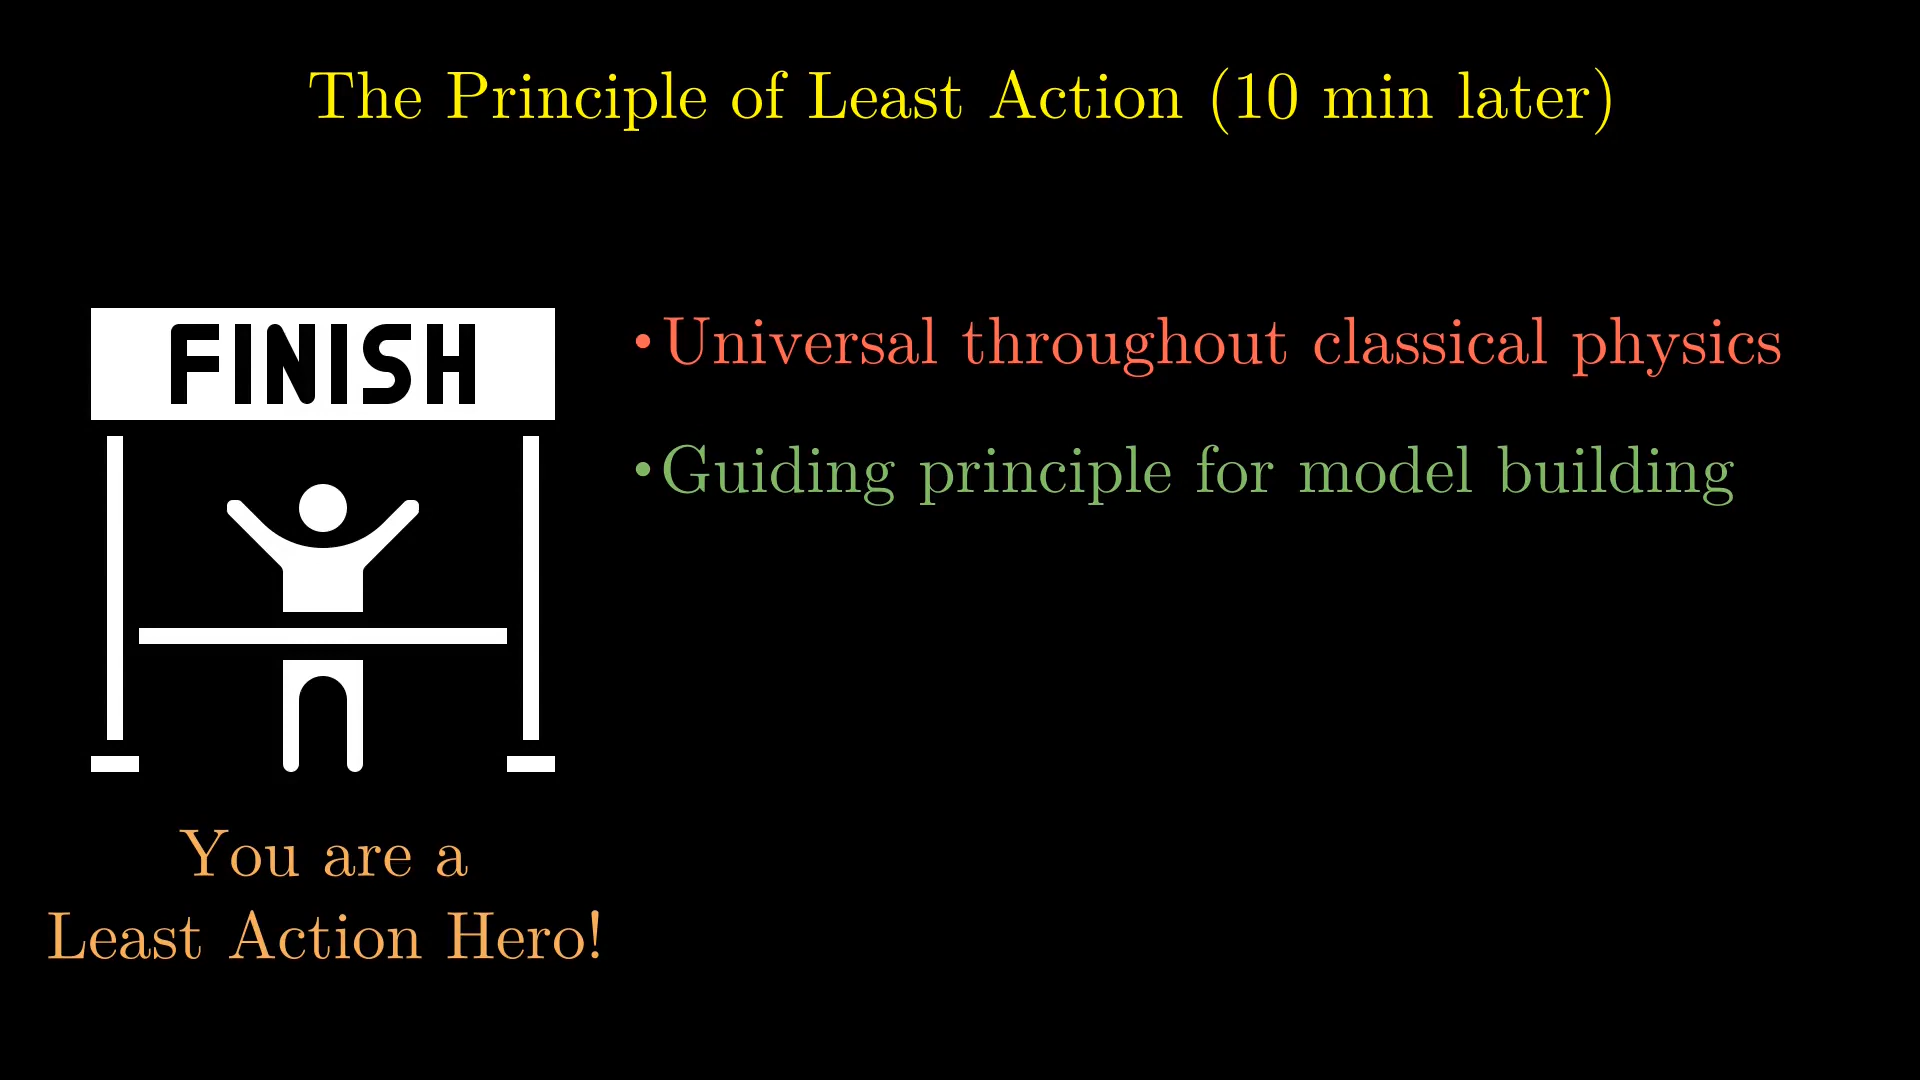 The Principle of Least Action (10 min later)
FINISH
• Universal throughout classical physics
• Guiding principle for model building
You are a
Least Action Hero!